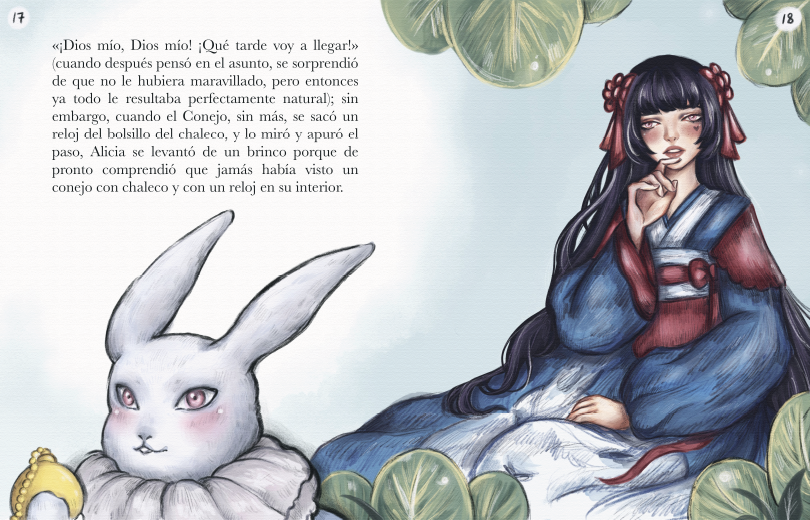 17
«¡Dios mío, Dios mío! ¡Qué tarde voy a llegar!»
(cuando después pensó en el asunto, se sorprendió
de que no le hubiera maravillado, pero entonces
ya todo le resultaba perfectamente natural); sin
embargo, cuando el Conejo, sin más, se sacó un
reloj del bolsillo del chaleco, y lo miró y apuró el
paso, Alicia se levantó de un brinco porque de
pronto comprendió que jamás había visto un
conejo con chaleco y con un reloj en su interior.
18